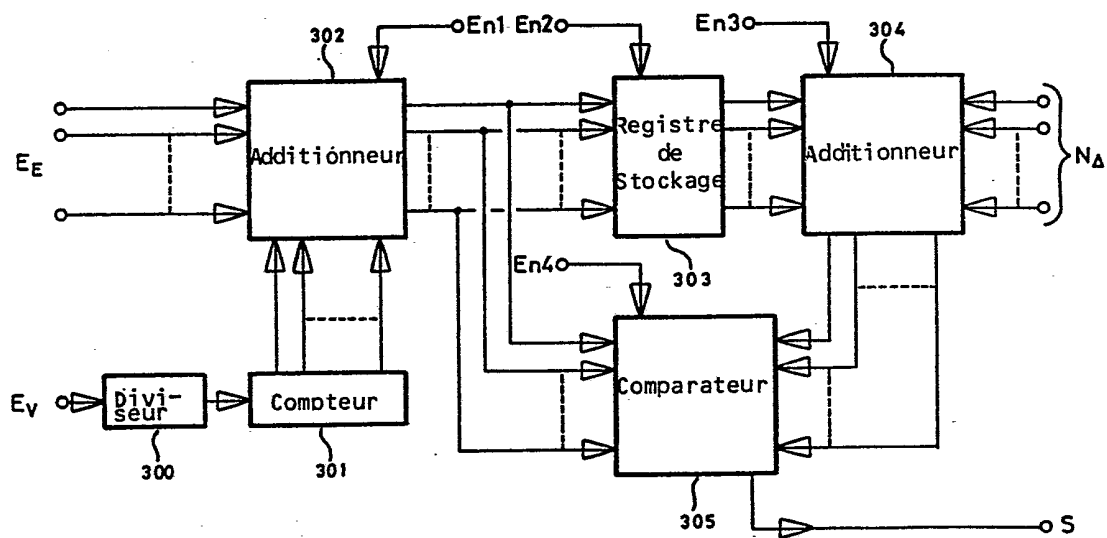 302
En1 En2
En3
304
E_E
Additiónneur
Registre
de
Stockage
Additionneur
N_Δ
303
En4
E_V
Divi-
seur
Compteur
Comparateur
300
301
305
S